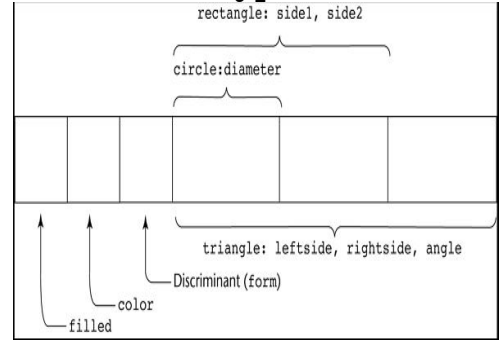 rectangle: side1, side2
circle:diameter
triangle: leftside, rightside, angle
Discriminant (form)
color
filled